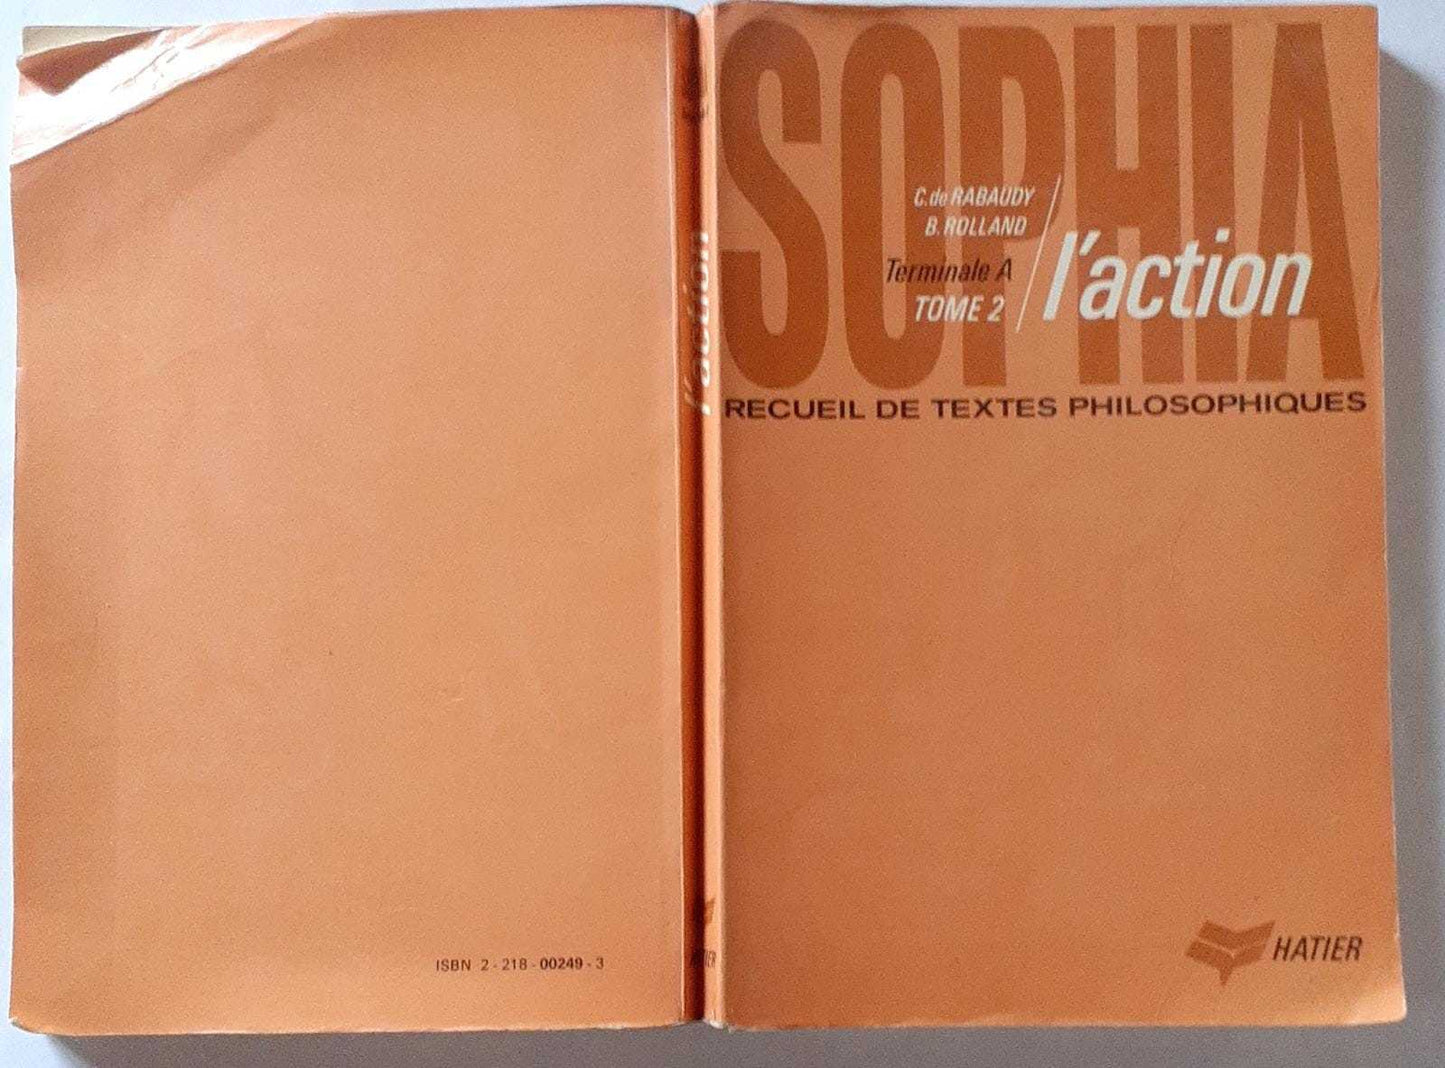 SOPHIA
C. de RABAUDY
B. ROLLAND
Terminale A
TOME 2
l'action
RECUEIL DE TEXTES PHILOSOPHIQUES
HATIER
l'action
HATIER
ISBN 2 - 218 - 00249 - 3